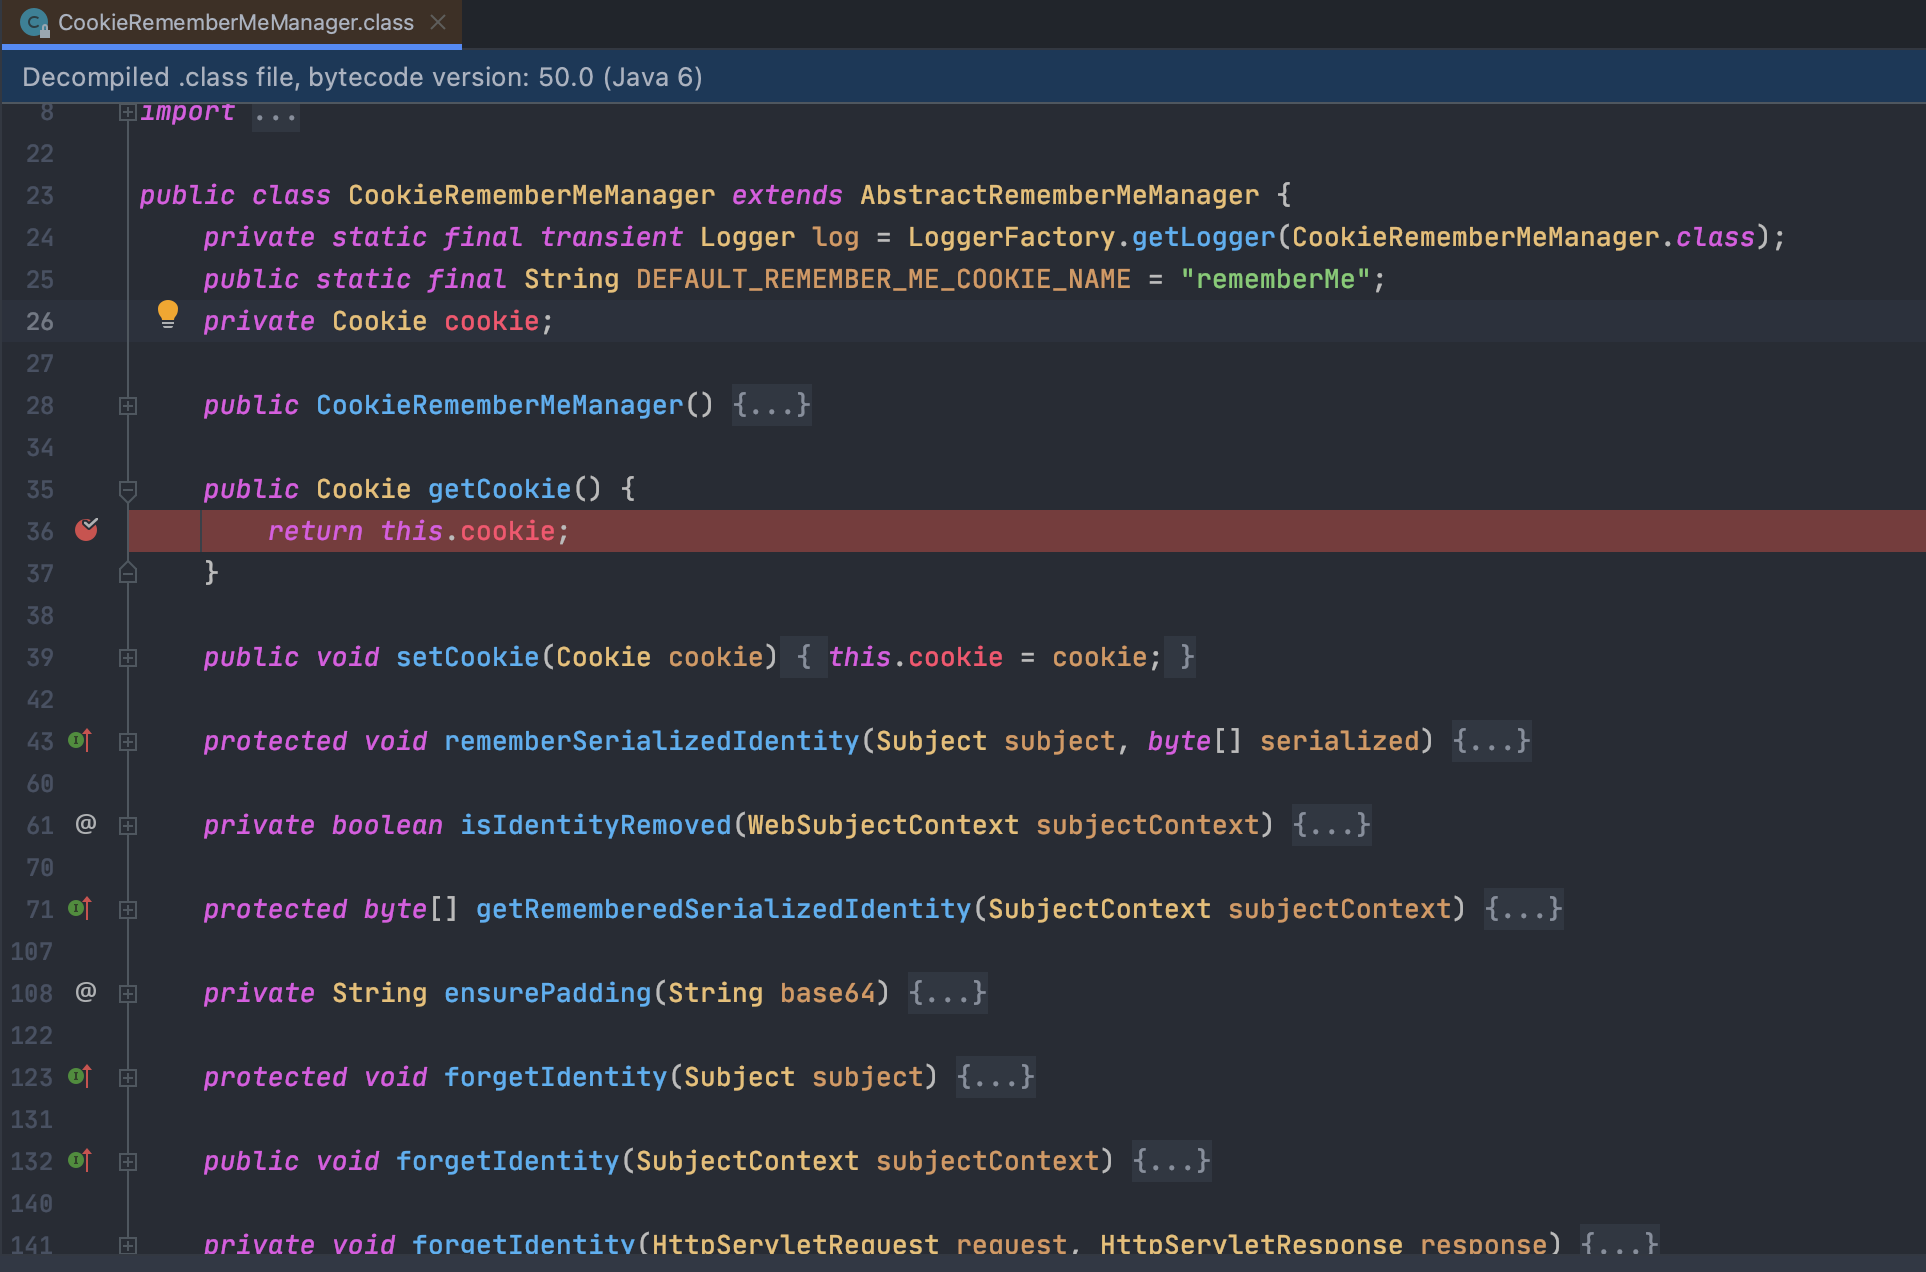 CookieRememberMeManager.class
Decompiled .class file, bytecode version: 50.0 (Java 6)
8 import ...
22
23 public class CookieRememberMeManager extends AbstractRememberMeManager {
24 private static final transient Logger log = LoggerFactory.getLogger(CookieRememberMeManager.class);
25 public static final String DEFAULT_REMEMBER_ME_COOKIE_NAME = "rememberMe";
26 private Cookie cookie;
27
28 public CookieRememberMeManager() {...}
34
35 public Cookie getCookie() {
36 return this.cookie;
37 }
38
39 public void setCookie(Cookie cookie) { this.cookie = cookie; }
42
43 protected void rememberSerializedIdentity(Subject subject, byte[] serialized) {...}
60
61 @ private boolean isIdentityRemoved(WebSubjectContext subjectContext) {...}
70
71 protected byte[] getRememberedSerializedIdentity(SubjectContext subjectContext) {...}
107
108 @ private String ensurePadding(String base64) {...}
122
123 protected void forgetIdentity(Subject subject) {...}
131
132 public void forgetIdentity(SubjectContext subjectContext) {...}
140
141 private void forgetIdentity(HttpServletRequest request, HttpServletResponse response) {...}